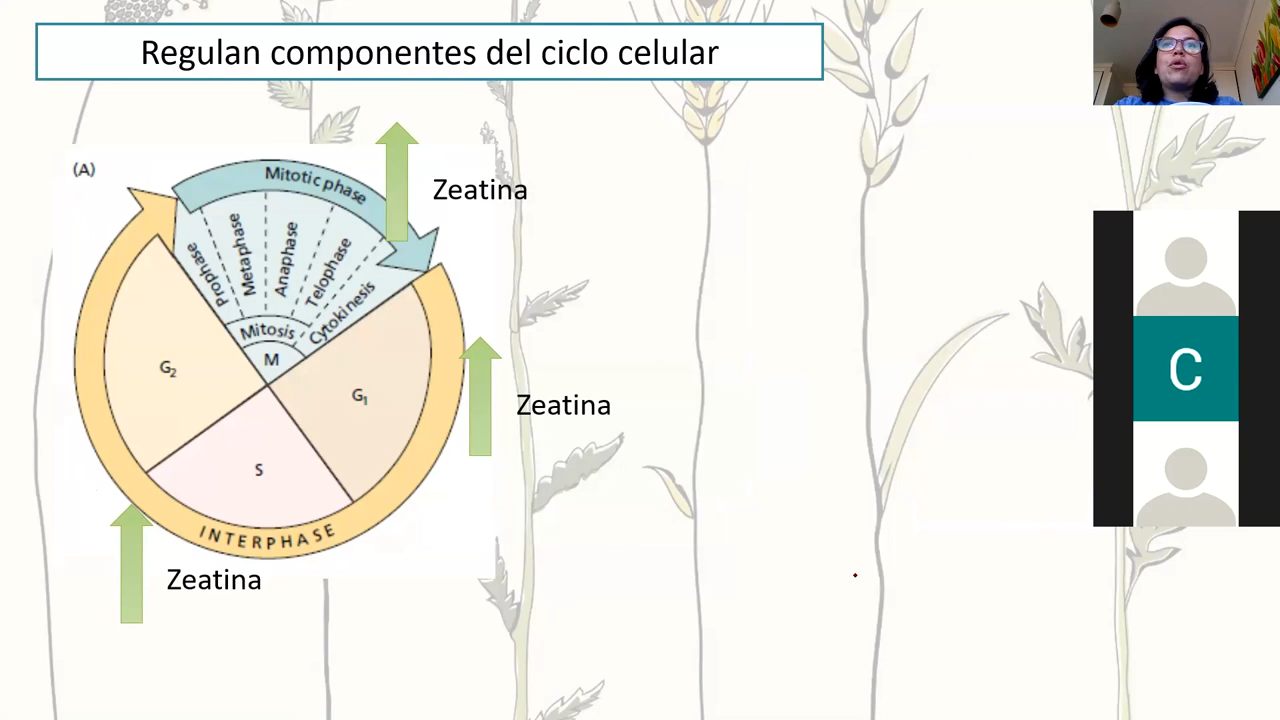 Regulan componentes del ciclo celular
(A)
Mitotic phase
Zeatina
Prophase
Metaphase
Anaphase
Telophase
Cytokinesis
Mitosis
M
G₂
G₁
Zeatina
S
INTERPHASE
Zeatina
C